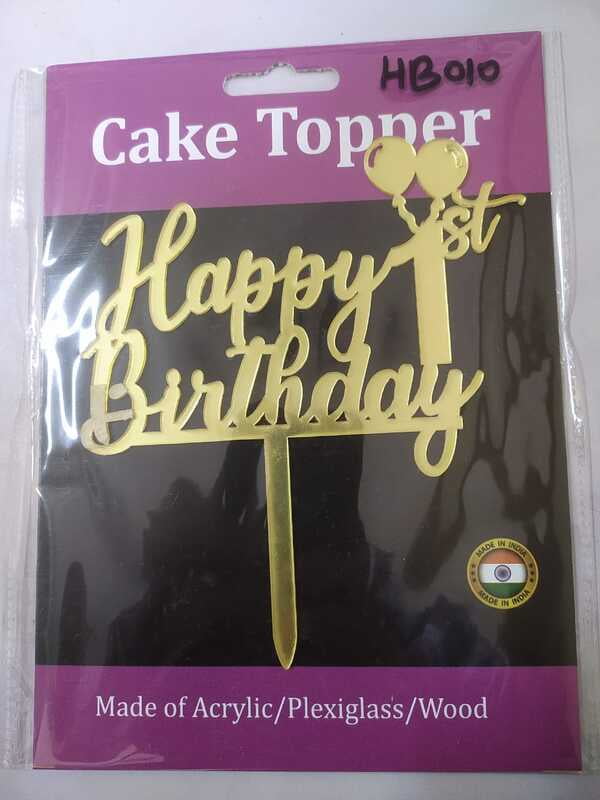 HB010
Cake Topper
Happy 1st
Birthday
MADE IN INDIA
MADE IN INDIA
Made of Acrylic/Plexiglass/Wood